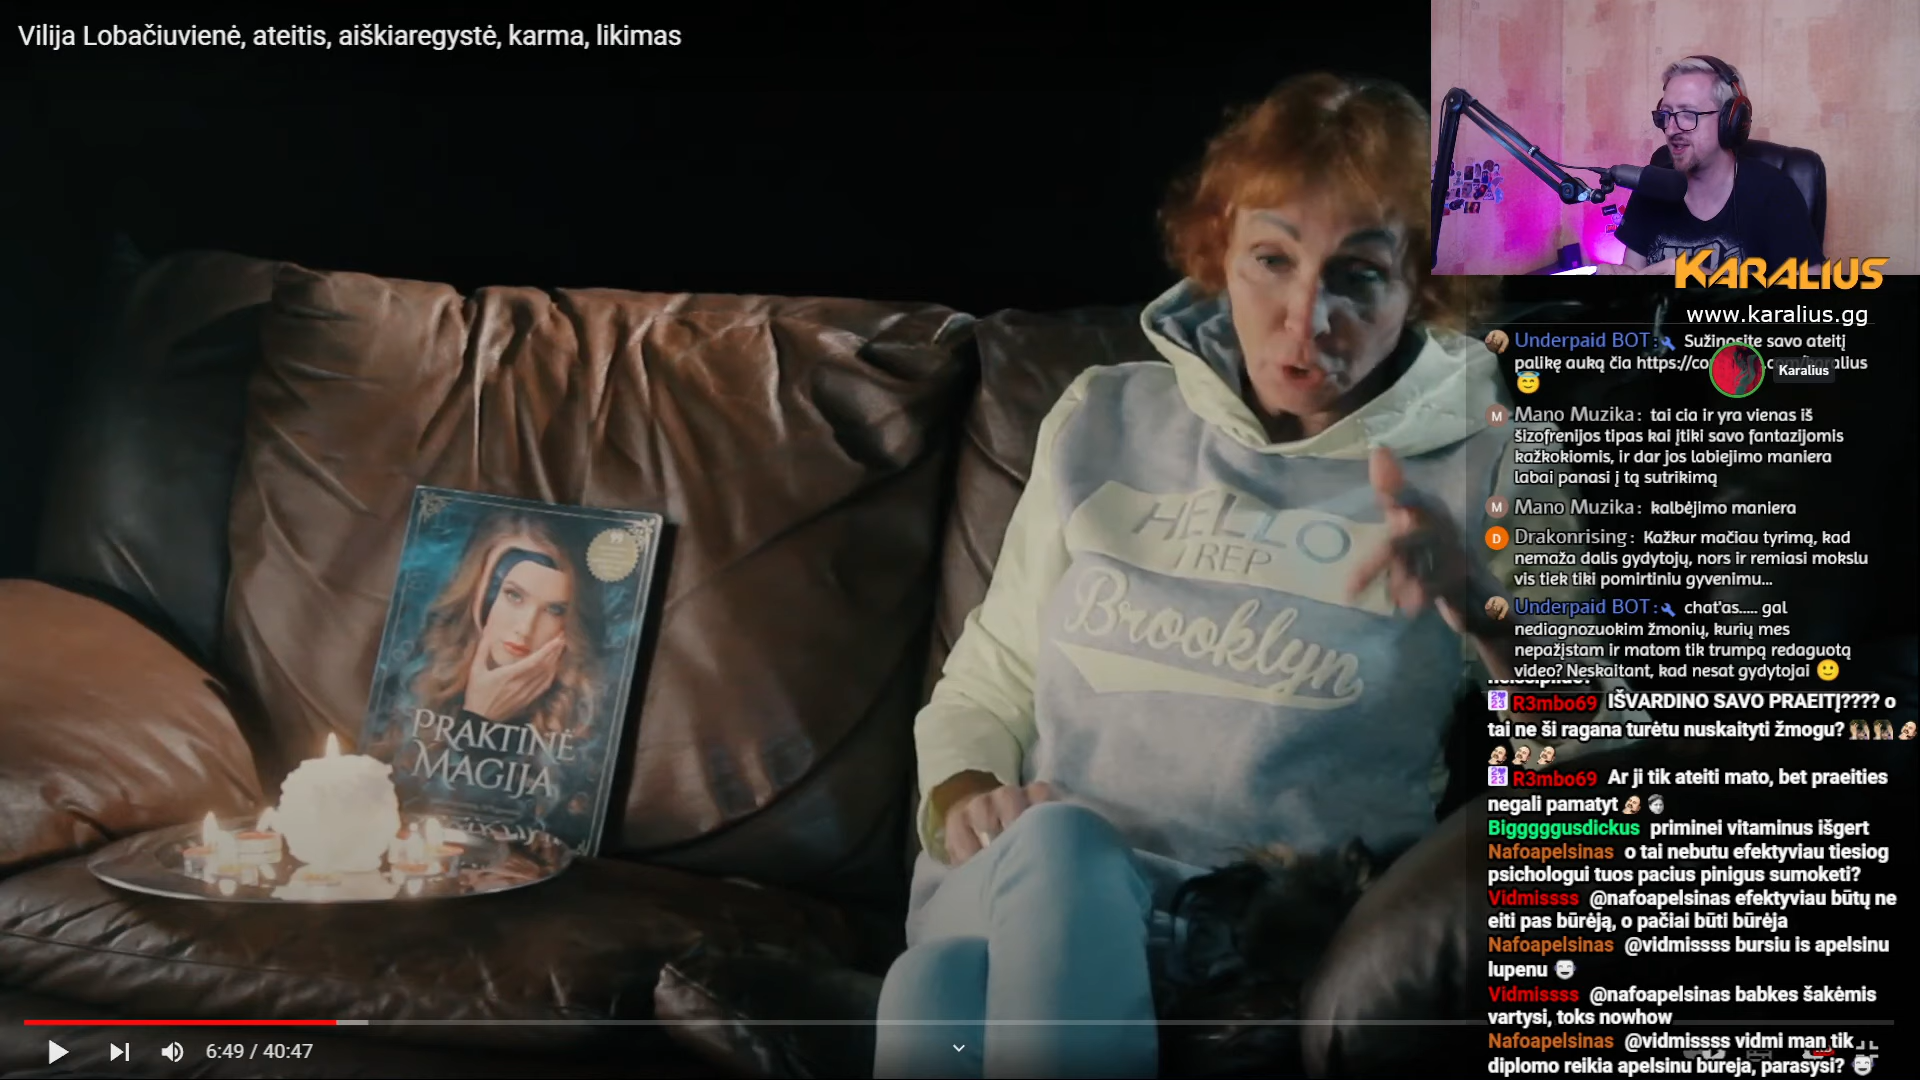 Vilija Lobačiuvienė, ateitis, aiškiaregystė, karma, likimas
HELLO
REP
Brooklyn
PRAKTINĖ
MAGIJA
6:49 / 40:47
KARALIUS
www.karalius.gg
Underpaid BOT: Sužinosite savo ateitį
palikę auką čia
Karalius
M Mano Muzika: tai cia ir yra vienas iš
šizofrenijos tipas kai įtiki savo fantazijomis
kažkokiomis, ir dar jos labiejimo maniera
labai panasi į tą sutrikimą
M Mano Muzika: kalbėjimo maniera
D Drakonrising: Kažkur mačiau tyrimą, kad
nemaža dalis gydytojų, nors ir remiasi mokslu
vis tiek tiki pomirtiniu gyvenimu...
Underpaid BOT: chat'as..... gal
nediagnozuokim žmonių, kurių mes
nepažįstam ir matom tik trumpą redaguotą
video? Neskaitant, kad nesat gydytojai 🙂
R3mbo69 IŠVARDINO SAVO PRAEITĮ???? o
tai ne ši ragana turėtu nuskaityti žmogu?
R3mbo69 Ar ji tik ateiti mato, bet praeities
negali pamatyt
Bigggggusdickus priminei vitaminus išgert
Nafoapelsinas o tai nebutu efektyviau tiesiog
psichologui tuos pacius pinigus sumoketi?
Vidmissss @nafoapelsinas efektyviau būtų ne
eiti pas būrėją, o pačiai būti būrėja
Nafoapelsinas @vidmissss bursiu is apelsinu
lupenu
Vidmissss @nafoapelsinas babkes šakėmis
vartysi, toks nowhow
Nafoapelsinas @vidmissss vidmi man tik
diplomo reikia apelsinu bureja, parasysi?